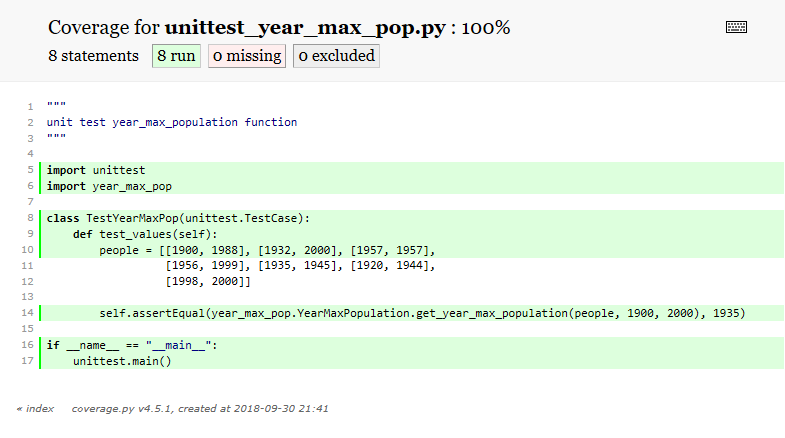 Coverage for unittest_year_max_pop.py : 100%
8 statements 8 run 0 missing 0 excluded
1 """
2 unit test year_max_population function
3 """
4
5 import unittest
6 import year_max_pop
7
8 class TestYearMaxPop(unittest.TestCase):
9     def test_values(self):
10         people = [[1900, 1988], [1932, 2000], [1957, 1957],
11                   [1956, 1999], [1935, 1945], [1920, 1944],
12                   [1998, 2000]]
13
14         self.assertEqual(year_max_pop.YearMaxPopulation.get_year_max_population(people, 1900, 2000), 1935)
15
16 if __name__ == "__main__":
17     unittest.main()
« index coverage.py v4.5.1, created at 2018-09-30 21:41